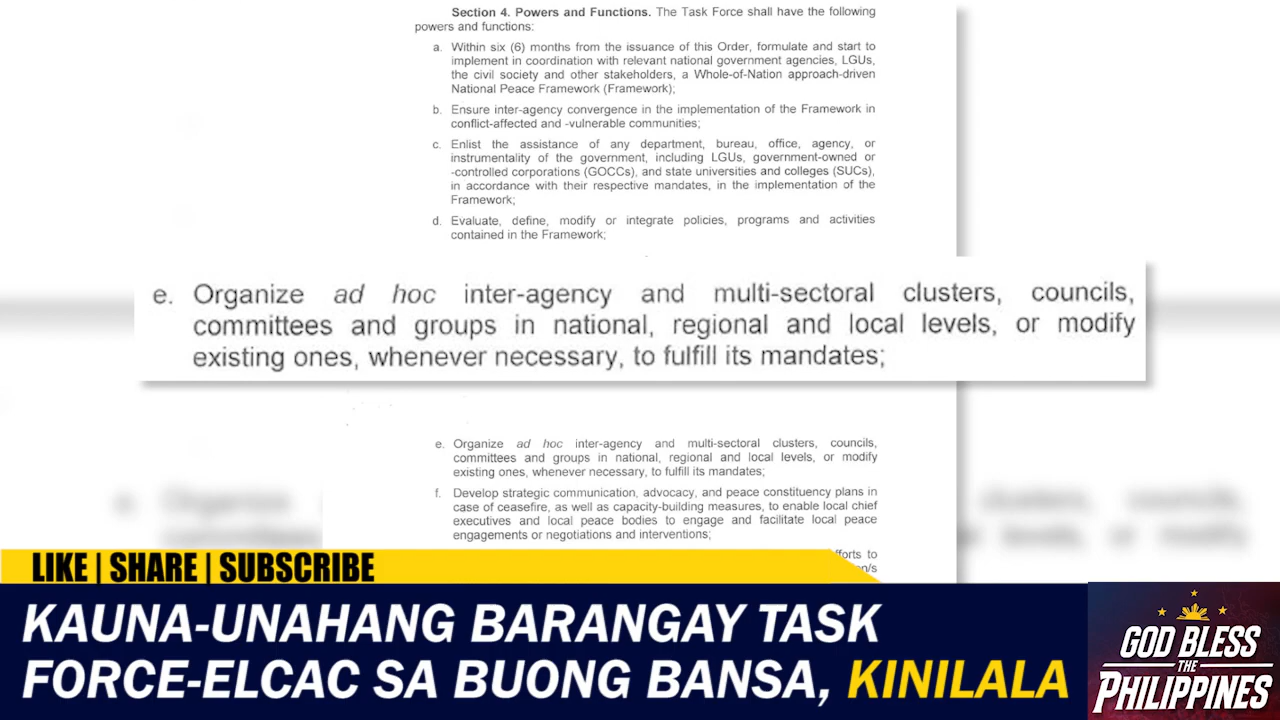 Section 4. Powers and Functions. The Task Force shall have the following
powers and functions:
a. Within six (6) months from the issuance of this Order, formulate and start to
implement in coordination with relevant national government agencies, LGUs,
the civil society and other stakeholders, a Whole-of-Nation approach-driven
National Peace Framework (Framework);
b. Ensure inter-agency convergence in the implementation of the Framework in
conflict-affected and -vulnerable communities;
c. Enlist the assistance of any department, bureau, office, agency, or
instrumentality of the government, including LGUs, government-owned or
-controlled corporations (GOCCs), and state universities and colleges (SUCs),
in accordance with their respective mandates, in the implementation of the
Framework;
d. Evaluate, define, modify or integrate policies, programs and activities
contained in the Framework;
e. Organize ad hoc inter-agency and multi-sectoral clusters, councils,
committees and groups in national, regional and local levels, or modify
existing ones, whenever necessary, to fulfill its mandates;
e. Organize ad hoc inter-agency and multi-sectoral clusters, councils,
committees and groups in national, regional and local levels, or modify
existing ones, whenever necessary, to fulfill its mandates;
f. Develop strategic communication, advocacy, and peace constituency plans in
case of ceasefire, as well as capacity-building measures, to enable local chief
executives and local peace bodies to engage and facilitate local peace
engagements or negotiations and interventions;
to
LIKE | SHARE | SUBSCRIBE
KAUNA-UNAHANG BARANGAY TASK
FORCE-ELCAC SA BUONG BANSA, KINILALA
GOD BLESS
THE
PHILIPPINES